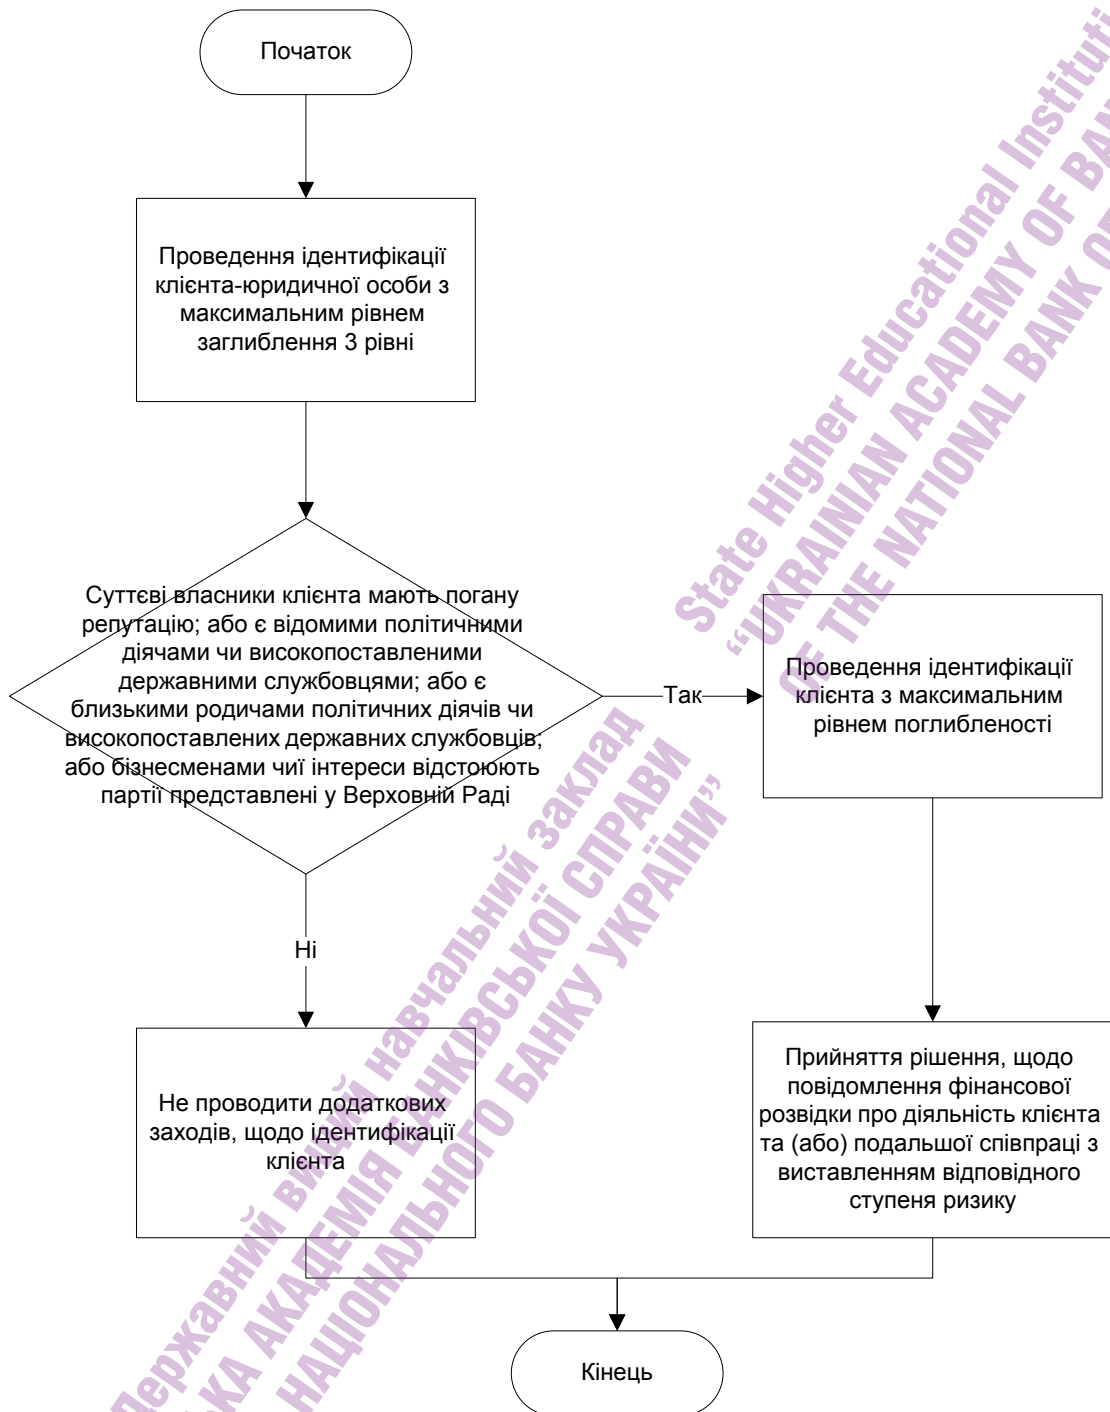 Початок
Проведення ідентифікації
клієнта-юридичної особи з
максимальним рівнем
заглиблення 3 рівні
Суттєві власники клієнта мають погану
репутацію; або є відомими політичними
діячами чи високопоставленими
державними службовцями; або є
близькими родичами політичних діячів чи
високопоставлених державних службовців;
або бізнесменами чиї інтереси відстоюють
партії представлені у Верховній Раді
Так
Проведення ідентифікації
клієнта з максимальним
рівнем поглибленості
Ні
Не проводити додаткових
заходів, щодо ідентифікації
клієнта
Прийняття рішення, щодо
повідомлення фінансової
розвідки про діяльність клієнта
та (або) подальшої співпраці з
виставленням відповідного
ступеня ризику
Кінець
Державний вищий навчальний заклад
АКАДЕМІЯ БАНКІВСЬКОЇ СПРАВИ
НАЦІОНАЛЬНОГО БАНКУ УКРАЇНИ”
State Higher Educational
“UKRAINIAN ACADEMY OF
OF THE NATIONAL BANK